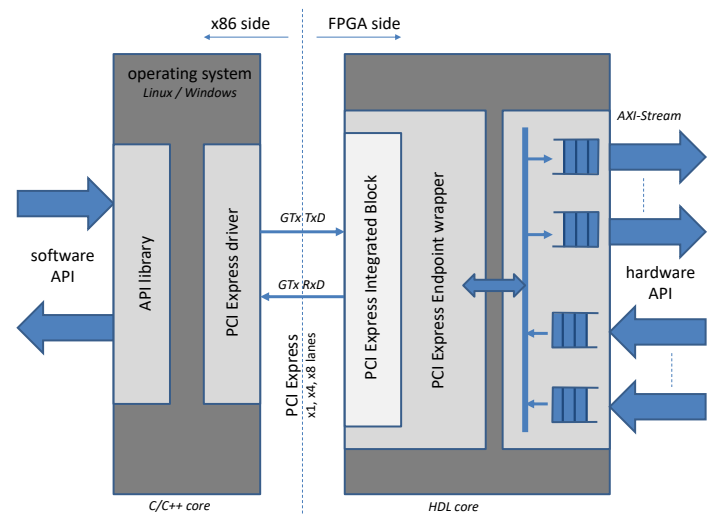 x86 side
FPGA side
operating system
Linux / Windows
AXI-Stream
software
API
API library
PCI Express driver
GTx TxD
GTx RxD
PCI Express
x1, x4, x8 lanes
PCI Express Integrated Block
PCI Express Endpoint wrapper
hardware
API
C/C++ core
HDL core